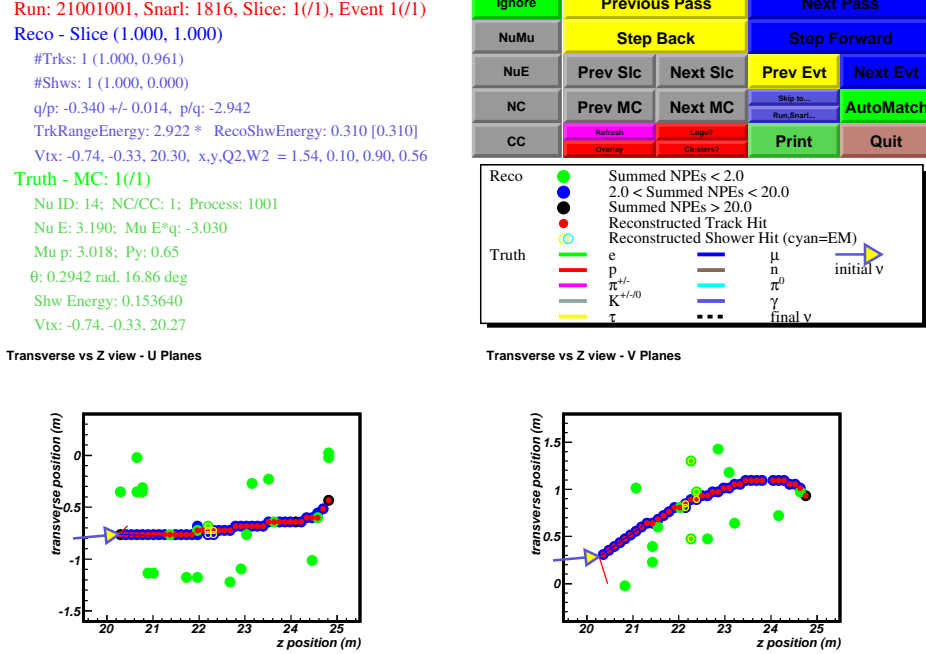 Run: 21001001, Snarl: 1816, Slice: 1(/1), Event 1(/1)
Reco - Slice (1.000, 1.000)
#Trks: 1 (1.000, 0.961)
#Shws: 1 (1.000, 0.000)
q/p: -0.340 +/- 0.014,  p/q: -2.942
TrkRangeEnergy: 2.922 *  RecoShwEnergy: 0.310 [0.310]
Vtx: -0.74, -0.33, 20.30,  x,y,Q2,W2  = 1.54, 0.10, 0.90, 0.56
Truth - MC: 1(/1)
Nu ID: 14;  NC/CC: 1;  Process: 1001
Nu E: 3.190;  Mu E*q: -3.030
Mu p: 3.018;  Py: 0.65
θ: 0.2942 rad, 16.86 deg
Shw Energy: 0.153640
Vtx: -0.74, -0.33, 20.27
Ignore Previous Pass Next Pass
NuMu Step Back Step Forward
NuE Prev Slc Next Slc Prev Evt Next Evt
NC Prev MC Next MC Skip to... Run,Snarl... AutoMatch
CC Refresh Overlay Lego? Clusters? Print Quit
Reco Summed NPEs < 2.0
2.0 < Summed NPEs < 20.0
Summed NPEs > 20.0
Reconstructed Track Hit
Reconstructed Shower Hit (cyan=EM)
Truth e μ initial ν
p n
π+/- π0
K+/-/0 γ
τ final ν
Transverse vs Z view - U Planes
transverse position (m)
0
-0.5
-1
-1.5
20 21 22 23 24 25
z position (m)
Transverse vs Z view - V Planes
transverse position (m)
1.5
1
0.5
0
20 21 22 23 24 25
z position (m)